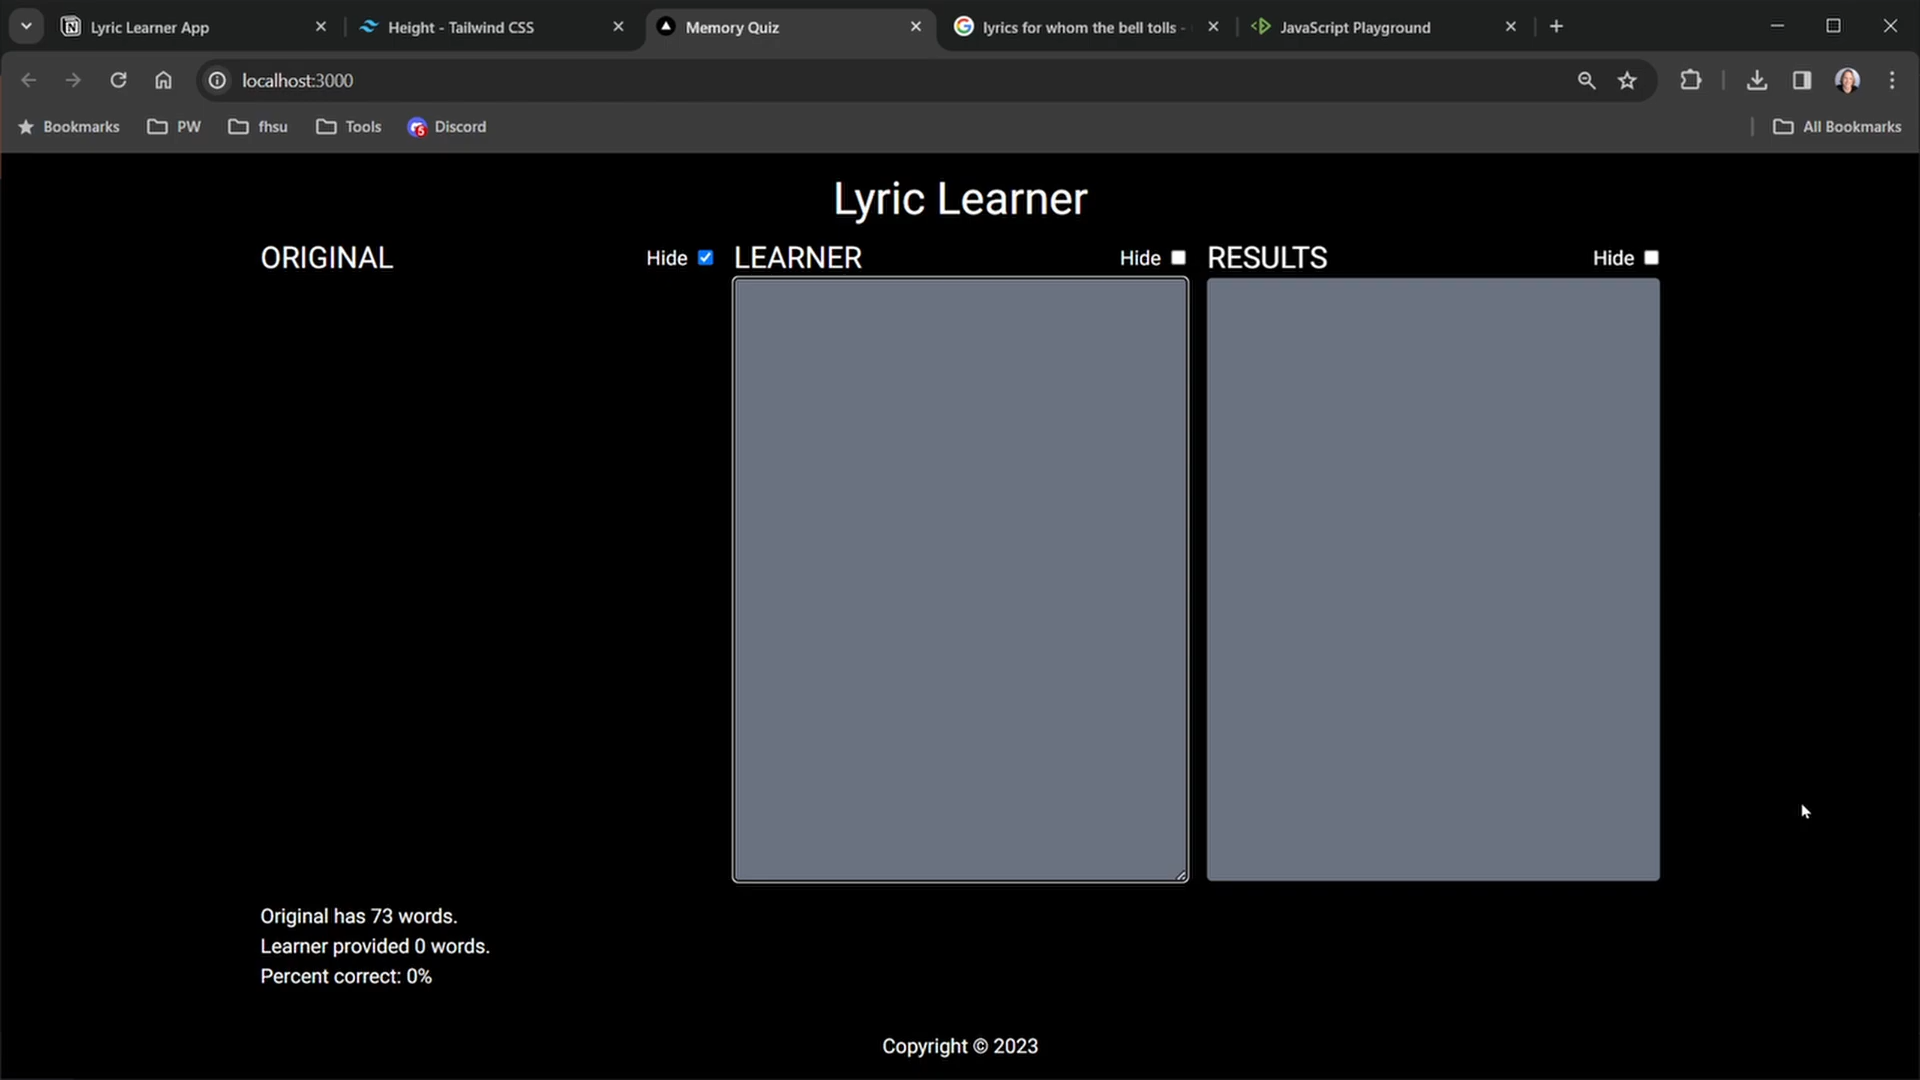 Lyric Learner App
Height - Tailwind CSS
Memory Quiz
lyrics for whom the bell tolls -
JavaScript Playground
localhost:3000
Bookmarks
PW
fhsu
Tools
5
Discord
All Bookmarks
Lyric Learner
ORIGINAL
Hide
LEARNER
Hide
RESULTS
Hide
Original has 73 words.
Learner provided 0 words.
Percent correct: 0%
Copyright © 2023